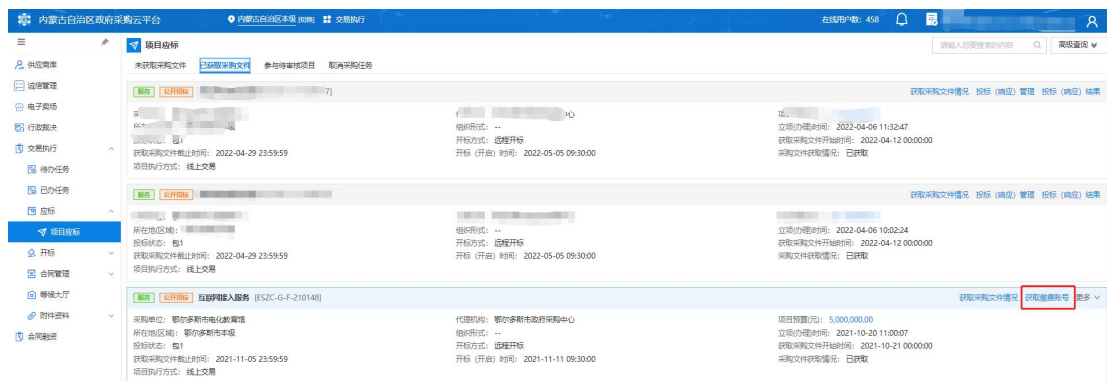 内蒙古自治区政府采购云平台 内蒙古自治区本级 [切换] 交易执行 在线用户数: 458
项目应标 请输入您要搜索的内容 高级查询
供应商库 未获取采购文件 已获取采购文件 参与待审核项目 取消采购任务
诚信管理 服务 公开招标 7] 获取采购文件情况 投标 (响应) 管理 投标 (响应) 结果
电子卖场
行政裁决 组织形式: -- 立项(办理)时间: 2022-04-06 11:32:47
交易执行 包1 开标方式: 远程开标 获取采购文件开始时间: 2022-04-12 00:00:00
获取采购文件截止时间: 2022-04-29 23:59:59 开标 (开启) 时间: 2022-05-05 09:30:00 采购文件获取情况: 已获取
待办任务 项目执行方式: 线上交易
已办任务 服务 公开招标 获取采购文件情况 投标 (响应) 管理 投标 (响应) 结果
应标
项目应标 所在地(区域): 组织形式: -- 立项(办理)时间: 2022-04-06 10:02:24
投标状态: 包1 开标方式: 远程开标 获取采购文件开始时间: 2022-04-12 00:00:00
开标 获取采购文件截止时间: 2022-04-29 23:59:59 开标 (开启) 时间: 2022-05-05 09:30:00 采购文件获取情况: 已获取
合同管理 项目执行方式: 线上交易
等候大厅 服务 公开招标 互联网接入服务 [ESZC-G-F-210148] 获取采购文件情况 获取缴费账号 更多
附件资料 采购单位: 鄂尔多斯市电化教育馆 代理机构: 鄂尔多斯市政府采购中心 项目预算(元): 5,000,000.00
合同融资 所在地(区域): 鄂尔多斯市本级 组织形式: -- 立项(办理)时间: 2021-10-20 11:00:07
投标状态: 包1 开标方式: 远程开标 获取采购文件开始时间: 2021-10-21 00:00:00
获取采购文件截止时间: 2021-11-05 23:59:59 开标 (开启) 时间: 2021-11-11 09:30:00 采购文件获取情况: 已获取
项目执行方式: 线上交易